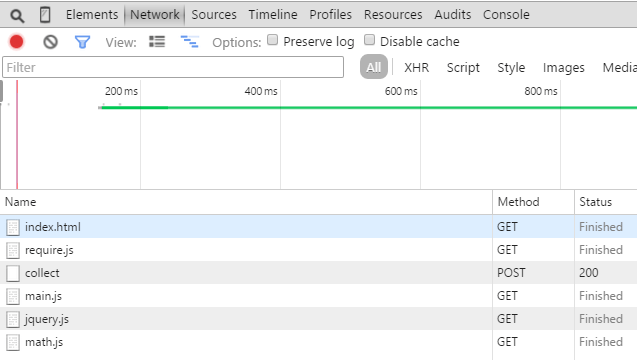 Elements Network Sources Timeline Profiles Resources Audits Console
View: Options: Preserve log Disable cache
Filter All XHR Script Style Images Media
200 ms 400 ms 600 ms 800 ms
Name Method Status
index.html GET Finished
require.js GET Finished
collect POST 200
main.js GET Finished
jquery.js GET Finished
math.js GET Finished